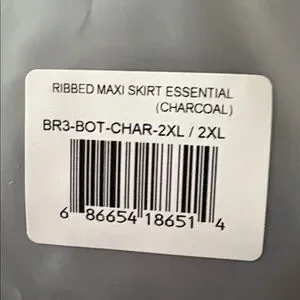 RIBBED MAXI SKIRT ESSENTIAL
(CHARCOAL)
BR3-BOT-CHAR-2XL / 2XL
6 86654 18651 4